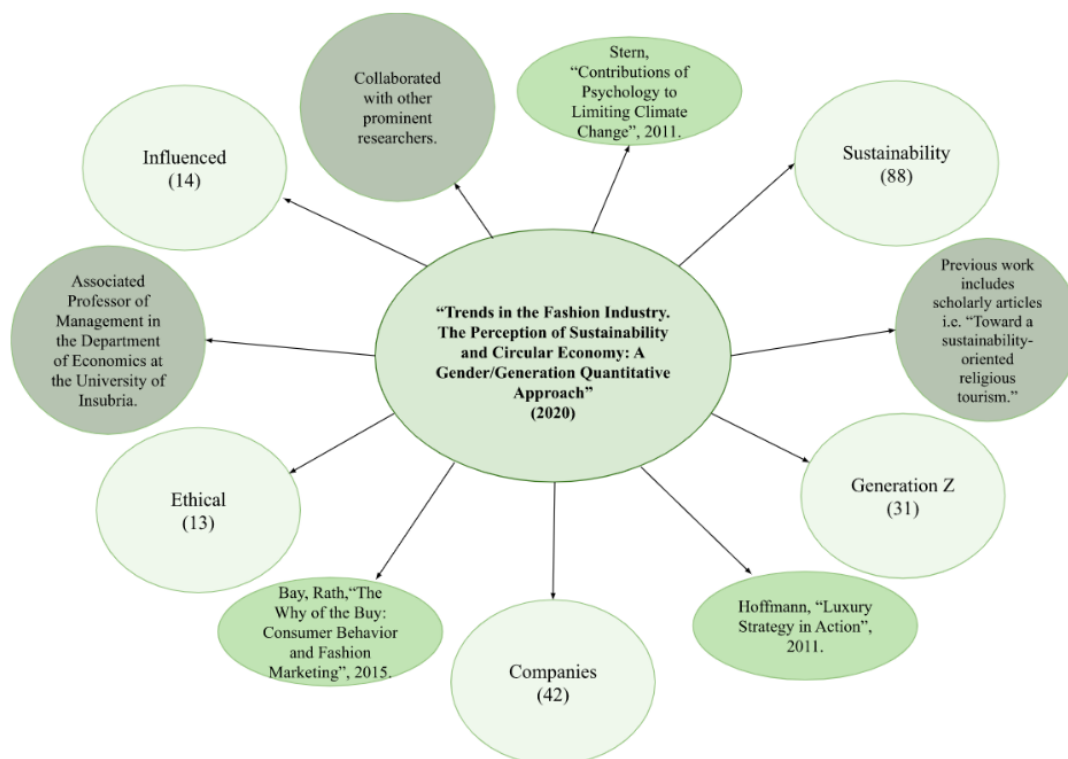 Stern,
“Contributions of
Psychology to
Limiting Climate
Change”, 2011.
Collaborated
with other
prominent
researchers.
Influenced
(14)
Sustainability
(88)
Associated
Professor of
Management in
the Department
of Economics at
the University of
Insubria.
“Trends in the Fashion Industry.
The Perception of Sustainability
and Circular Economy: A
Gender/Generation Quantitative
Approach”
(2020)
Previous work
includes
scholarly articles
i.e. “Toward a
sustainability-
oriented
religious
tourism.”
Ethical
(13)
Generation Z
(31)
Bay, Rath,“The
Why of the Buy:
Consumer Behavior
and Fashion
Marketing”, 2015.
Companies
(42)
Hoffmann, “Luxury
Strategy in Action”,
2011.